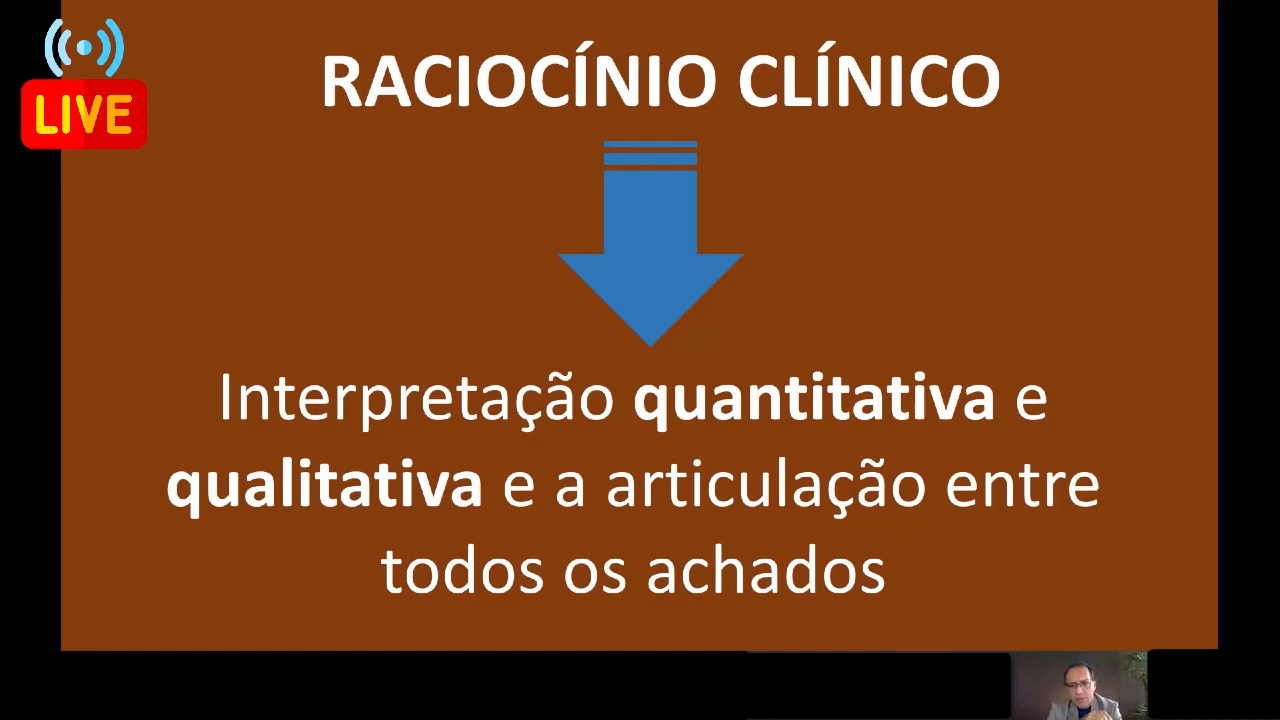 LIVE
RACIOCÍNIO CLÍNICO
Interpretação quantitativa e
qualitativa e a articulação entre
todos os achados